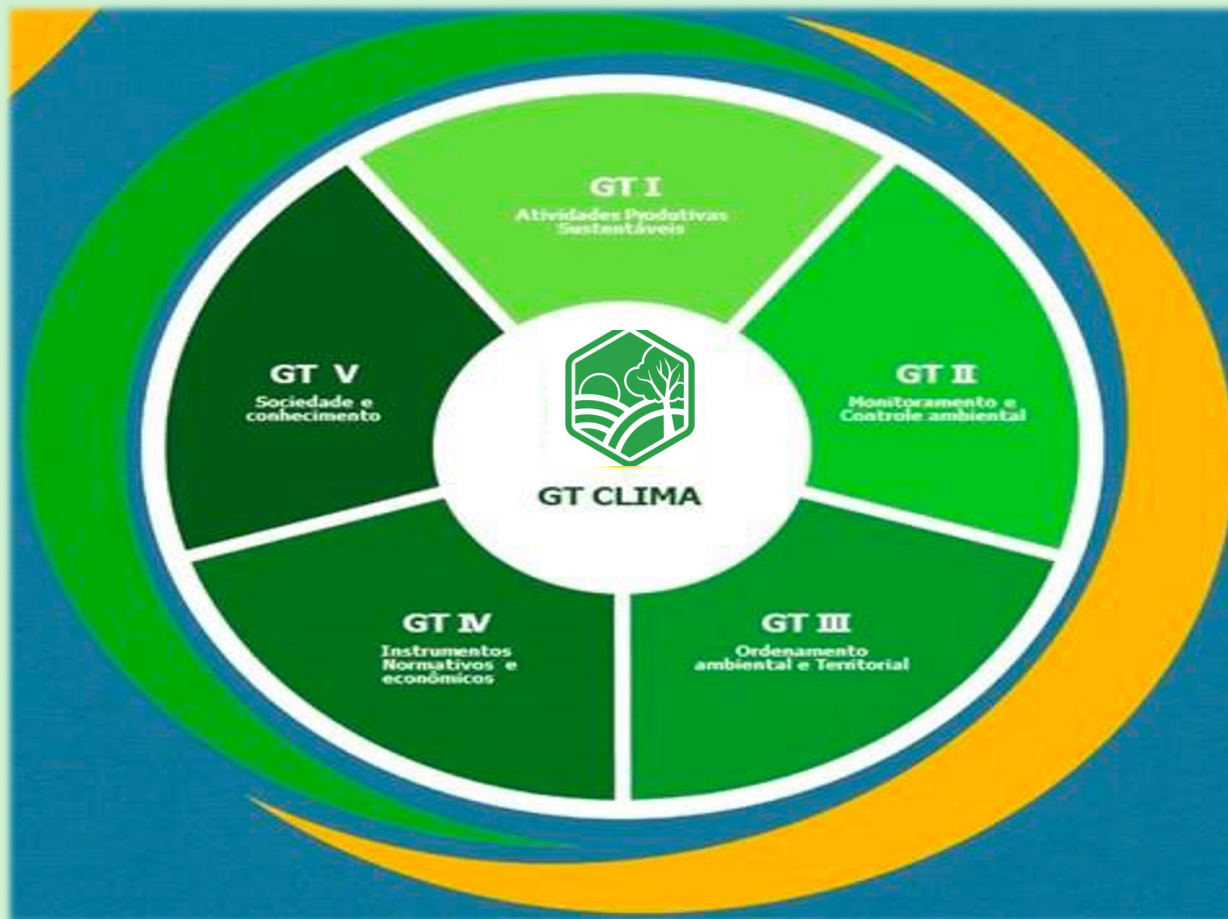 GT I
Atividades Produtivas
Sustentáveis
GT II
Monitoramento e
Controle ambiental
GT III
Ordenamento
ambiental e Territorial
GT IV
Instrumentos
Normativos e
econômicos
GT V
Sociedade e
conhecimento
GT CLIMA